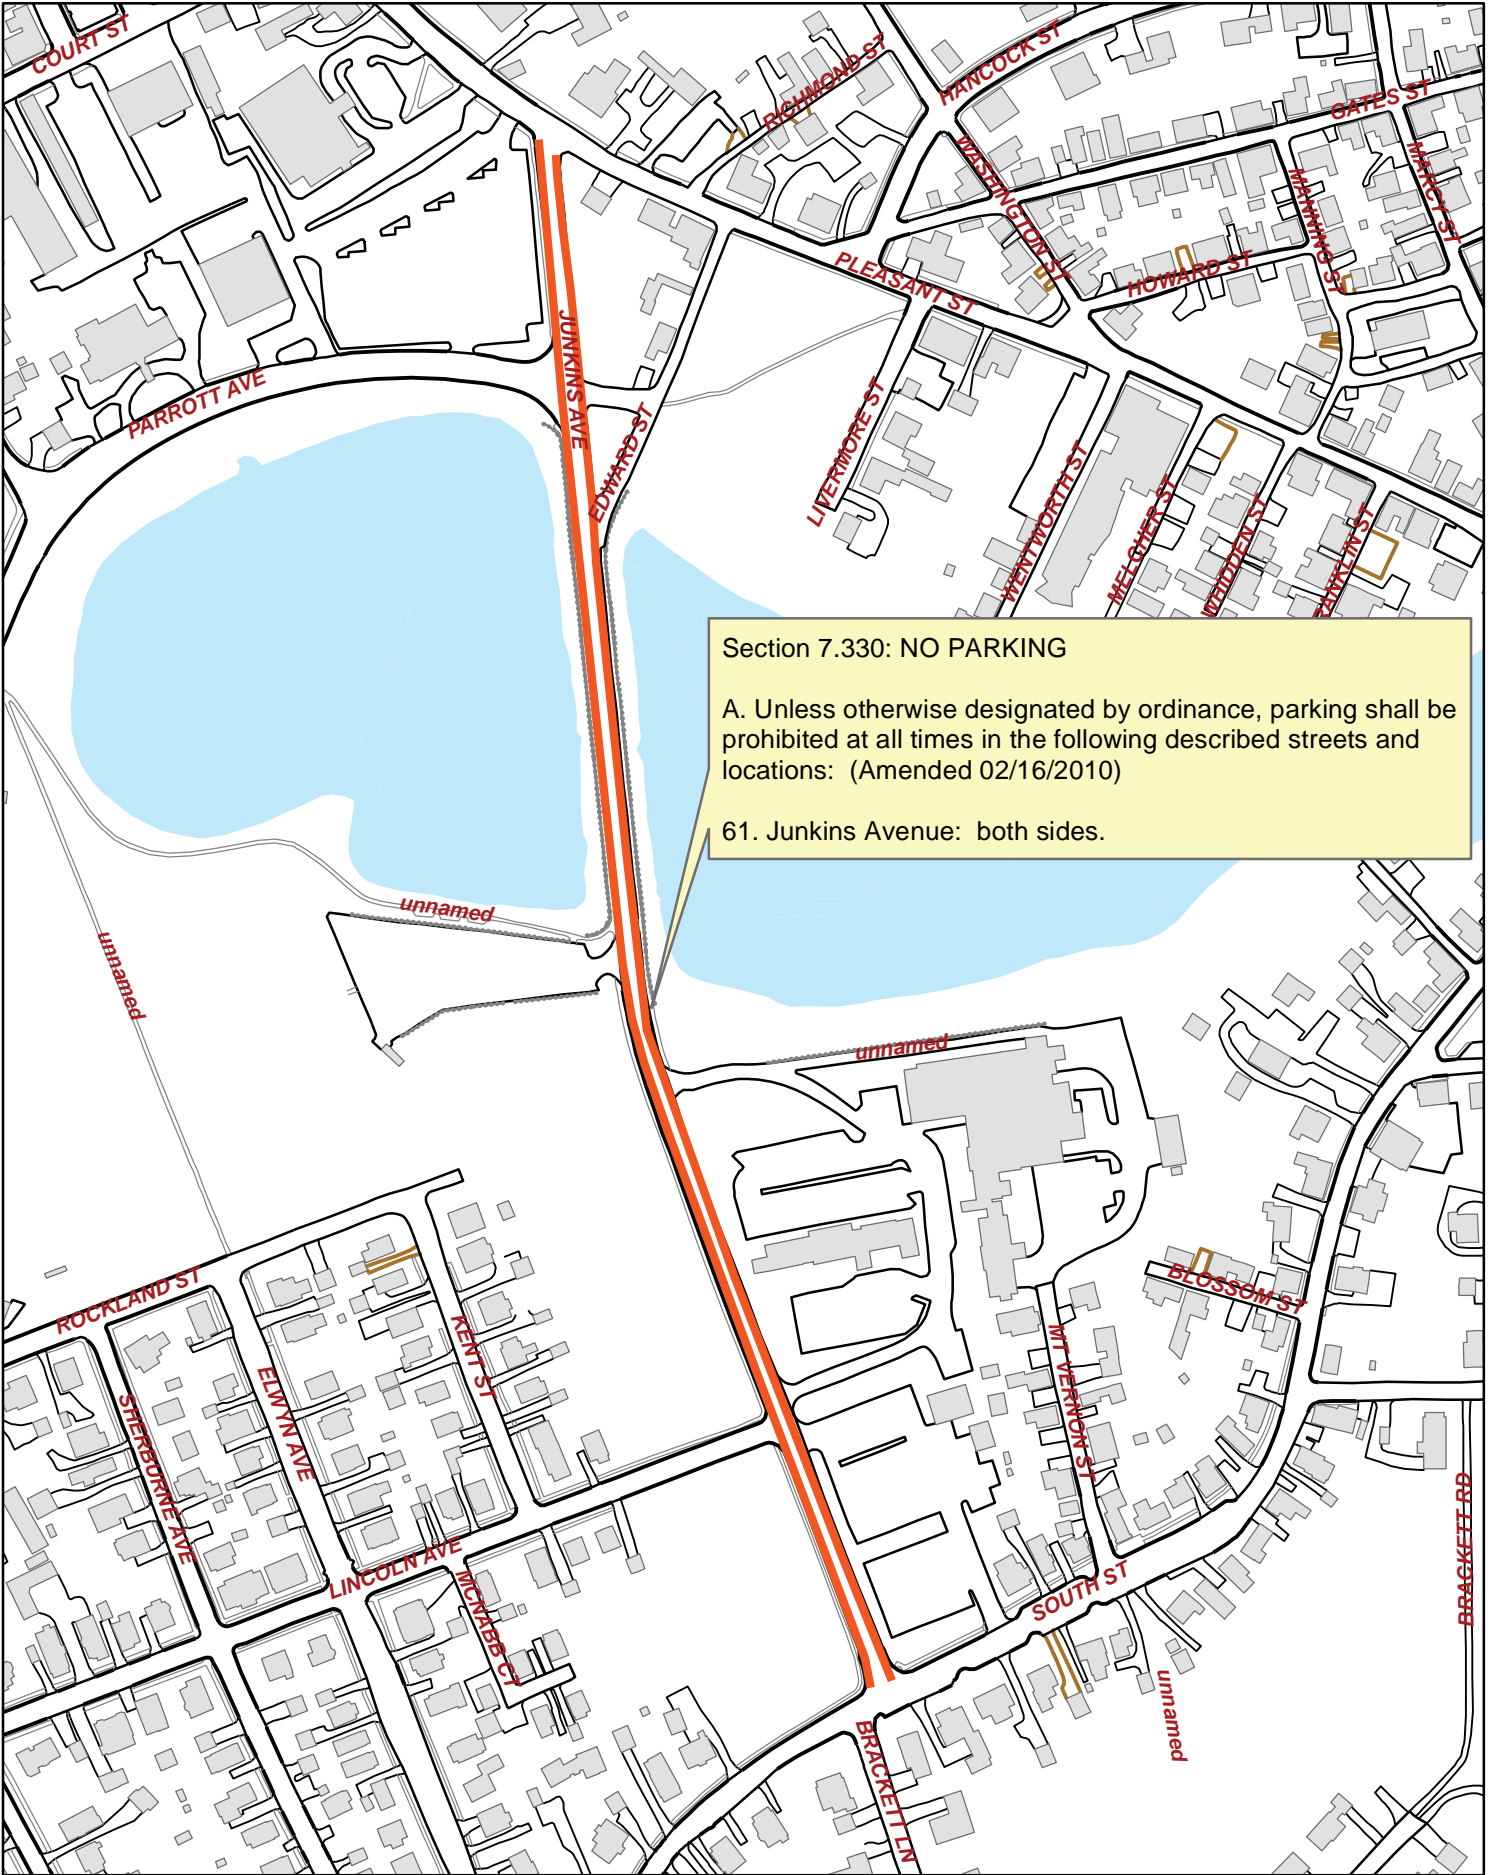 COURT ST
RICHMOND ST
HANCOCK ST
GATES ST
WASHINGTON ST
MANNING ST
MARCY ST
HOWARD ST
PLEASANT ST
JUNKINS AVE
PARROTT AVE
EDWARD ST
LIVERMORE ST
WENTWORTH ST
MELCHER ST
WHIDDEN ST
RANKLIN ST
Section 7.330: NO PARKING
A. Unless otherwise designated by ordinance, parking shall be
prohibited at all times in the following described streets and
locations: (Amended 02/16/2010)
61. Junkins Avenue: both sides.
unnamed
unnamed
unnamed
ROCKLAND ST
KENT ST
ELWYN AVE
SHERBURNE AVE
LINCOLN AVE
MCNABB CT
BLOSSOM ST
MT VERNON ST
SOUTH ST
BRACKETT RD
unnamed
BRACKETT LN